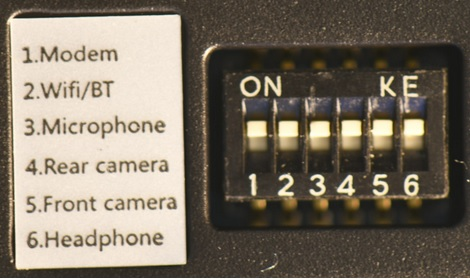 1.Modem
2.Wifi/BT
3.Microphone
4.Rear camera
5.Front camera
6.Headphone
ON KE
1 2 3 4 5 6